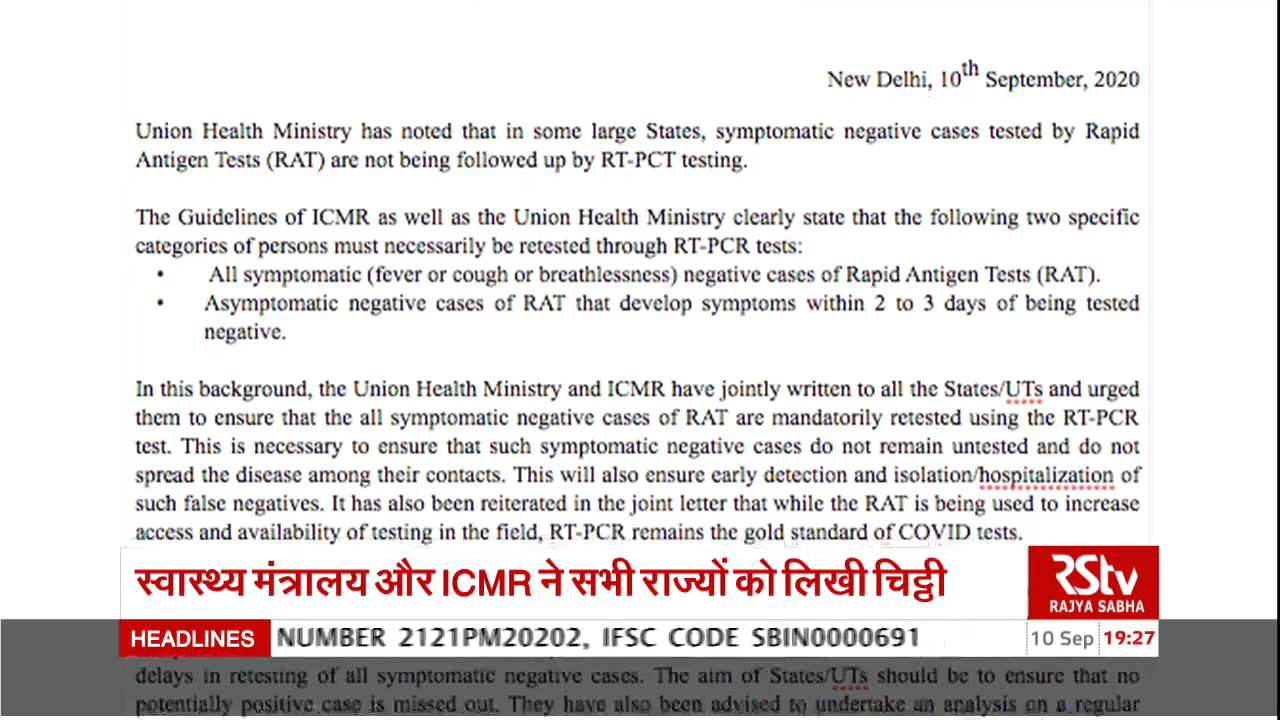 New Delhi, 10th September, 2020
Union Health Ministry has noted that in some large States, symptomatic negative cases tested by Rapid
Antigen Tests (RAT) are not being followed up by RT-PCT testing.
The Guidelines of ICMR as well as the Union Health Ministry clearly state that the following two specific
categories of persons must necessarily be retested through RT-PCR tests:
• All symptomatic (fever or cough or breathlessness) negative cases of Rapid Antigen Tests (RAT).
• Asymptomatic negative cases of RAT that develop symptoms within 2 to 3 days of being tested
negative.
In this background, the Union Health Ministry and ICMR have jointly written to all the States/UTs and urged
them to ensure that the all symptomatic negative cases of RAT are mandatorily retested using the RT-PCR
test. This is necessary to ensure that such symptomatic negative cases do not remain untested and do not
spread the disease among their contacts. This will also ensure early detection and isolation/hospitalization of
such false negatives. It has also been reiterated in the joint letter that while the RAT is being used to increase
access and availability of testing in the field, RT-PCR remains the gold standard of COVID tests.
स्वास्थ्य मंत्रालय और ICMR ने सभी राज्यों को लिखी चिट्ठी
RSTV
RAJYA SABHA
HEADLINES
NUMBER 2121PM20202, IFSC CODE SBIN0000691
10 Sep 19:27
delays in retesting of all symptomatic negative cases. The aim of States/UTs should be to ensure that no
potentially positive case is missed out. They have also been advised to undertake an analysis on a regular